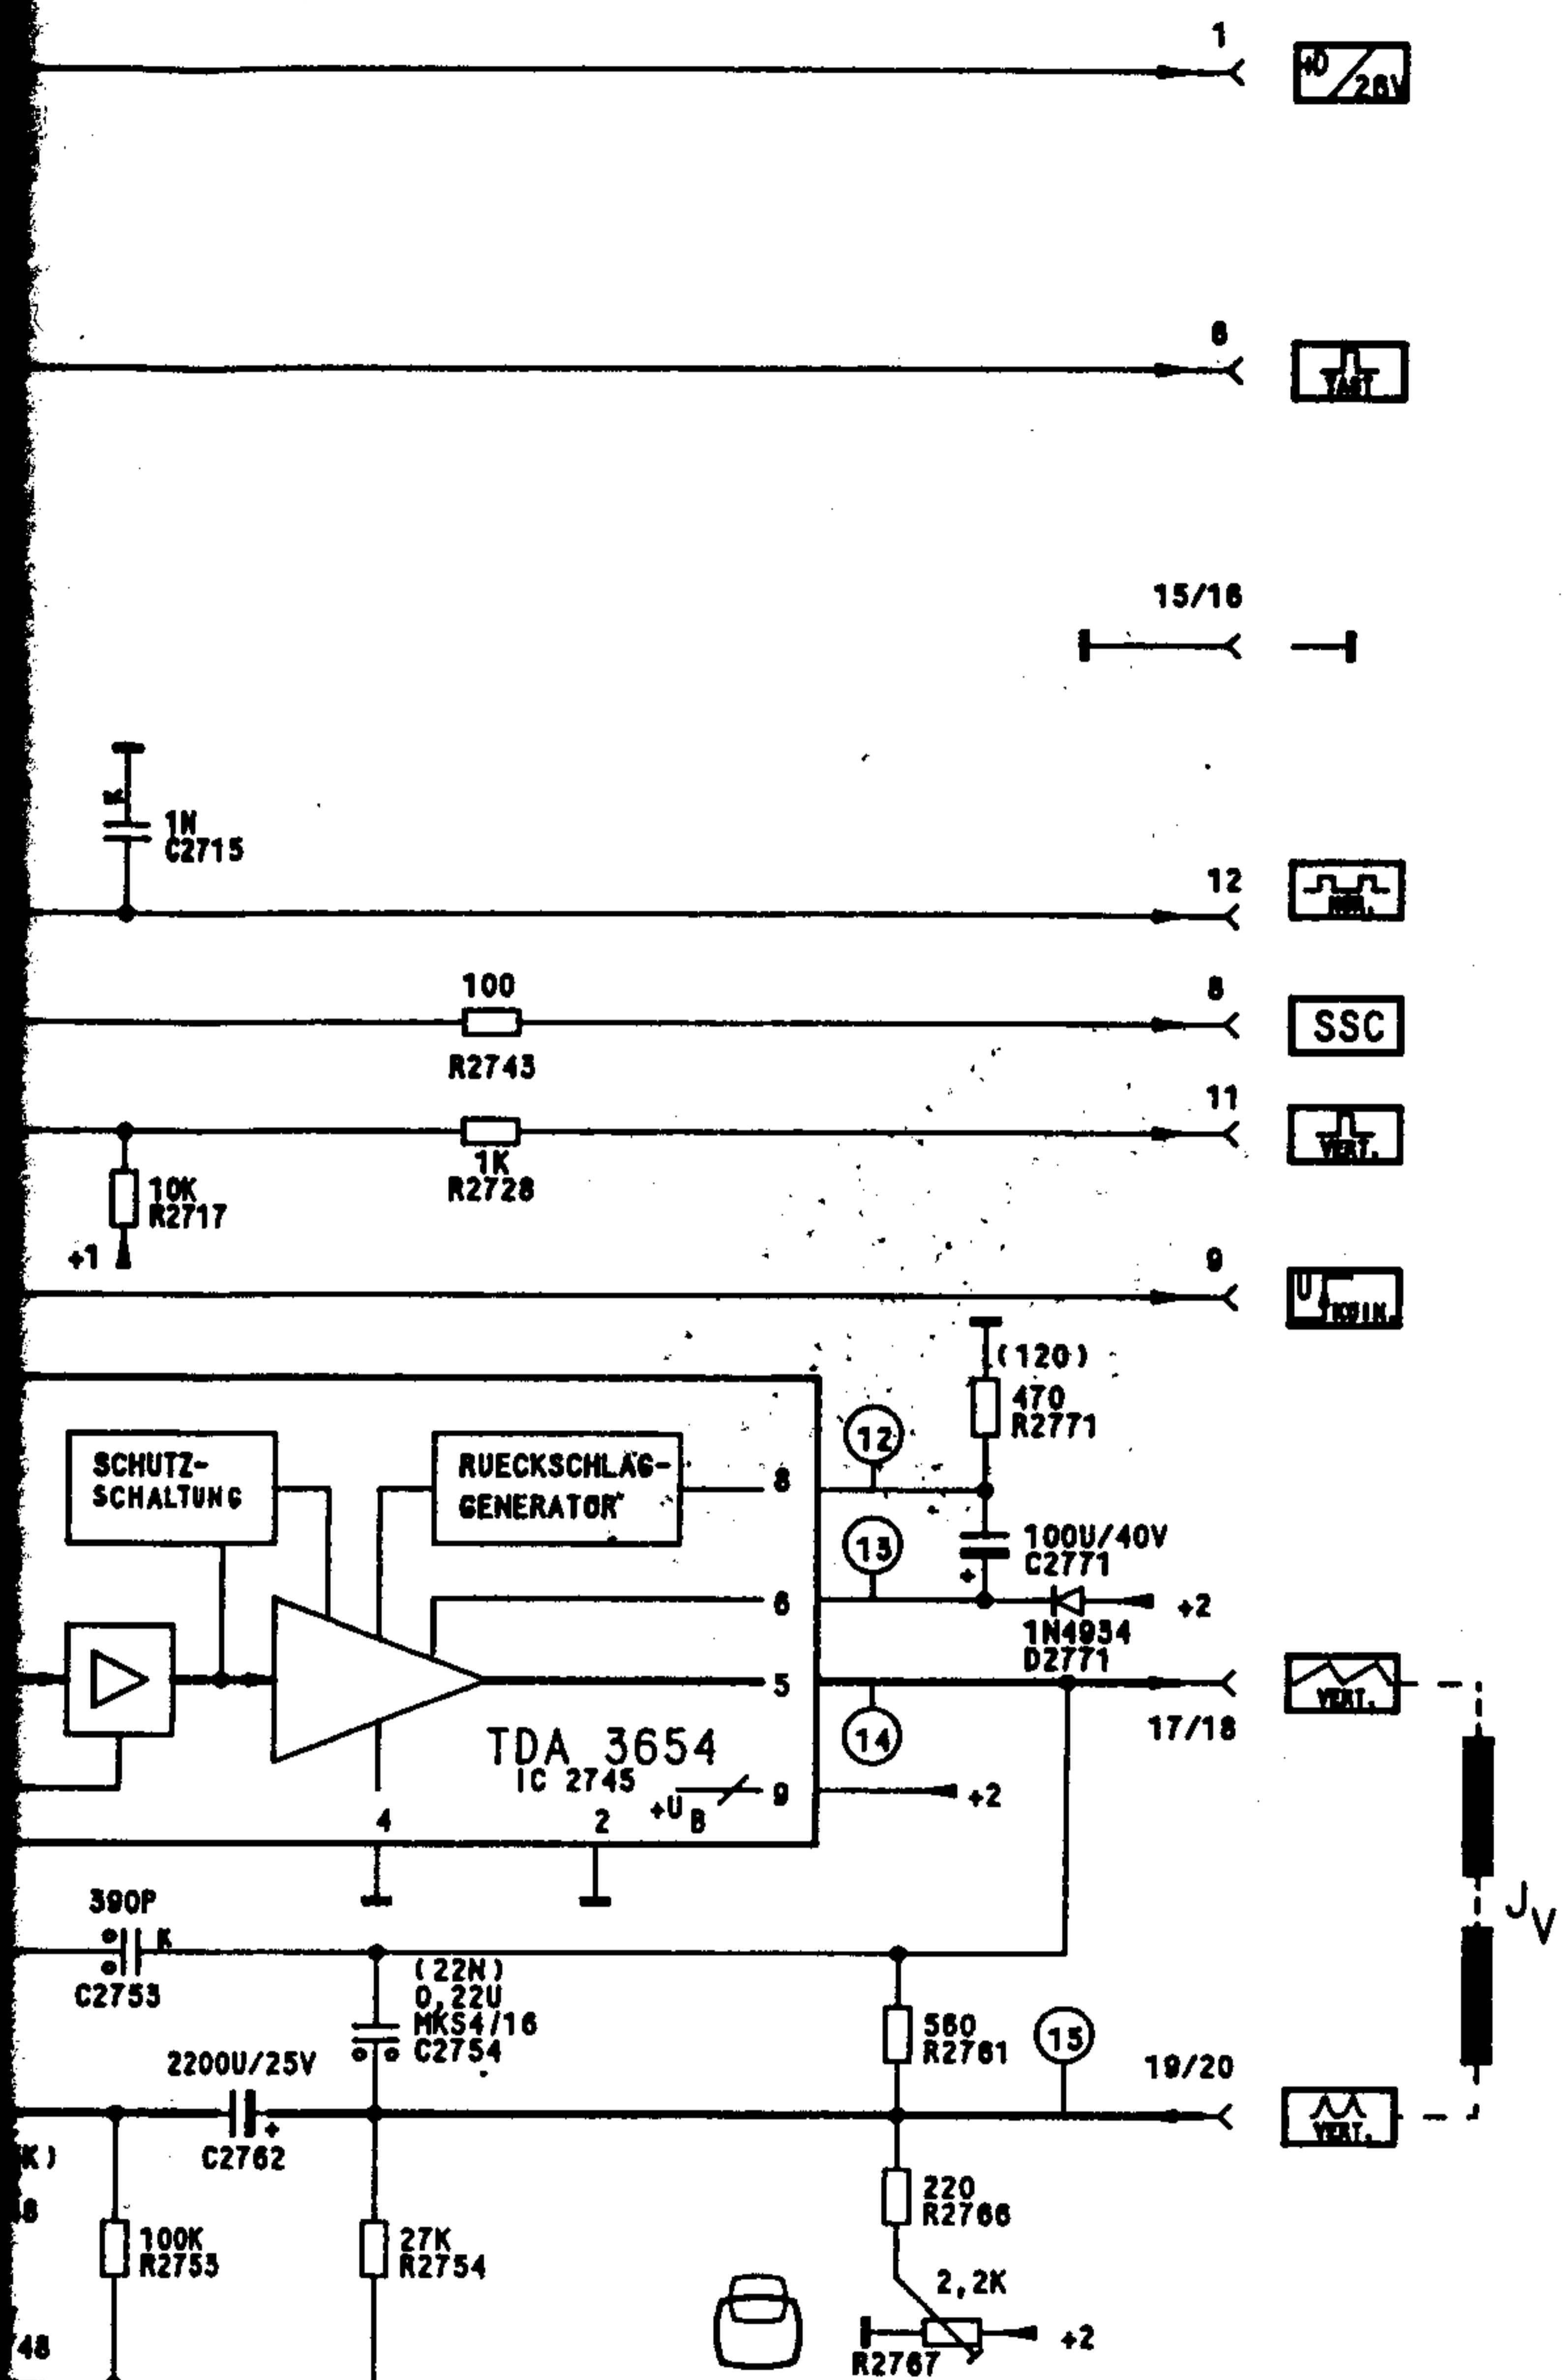 1
+D
26V
6
TAST
15/16
K
1N
C2715
12
HOR.
100
8
SSC
R2743
11
VERT.
1K
R2728
10K
R2717
+1
9
U
KOIN.
(120)
470
R2771
12
SCHUTZ-
SCHALTUNG
RUECKSCHLAG-
GENERATOR
8
13
100U/40V
C2771
+
6
+2
1N4934
D2771
5
VERT.
17/18
14
TDA 3654
IC 2745
+U B
9
+2
4
2
390P
K
C2753
JV
(22N)
0,22U
MKS4/16
C2754
560
R2761
15
2200U/25V
19/20
+
C2762
VERT.
K)
8
220
R2766
100K
R2753
27K
R2754
2,2K
48
R2767
+2